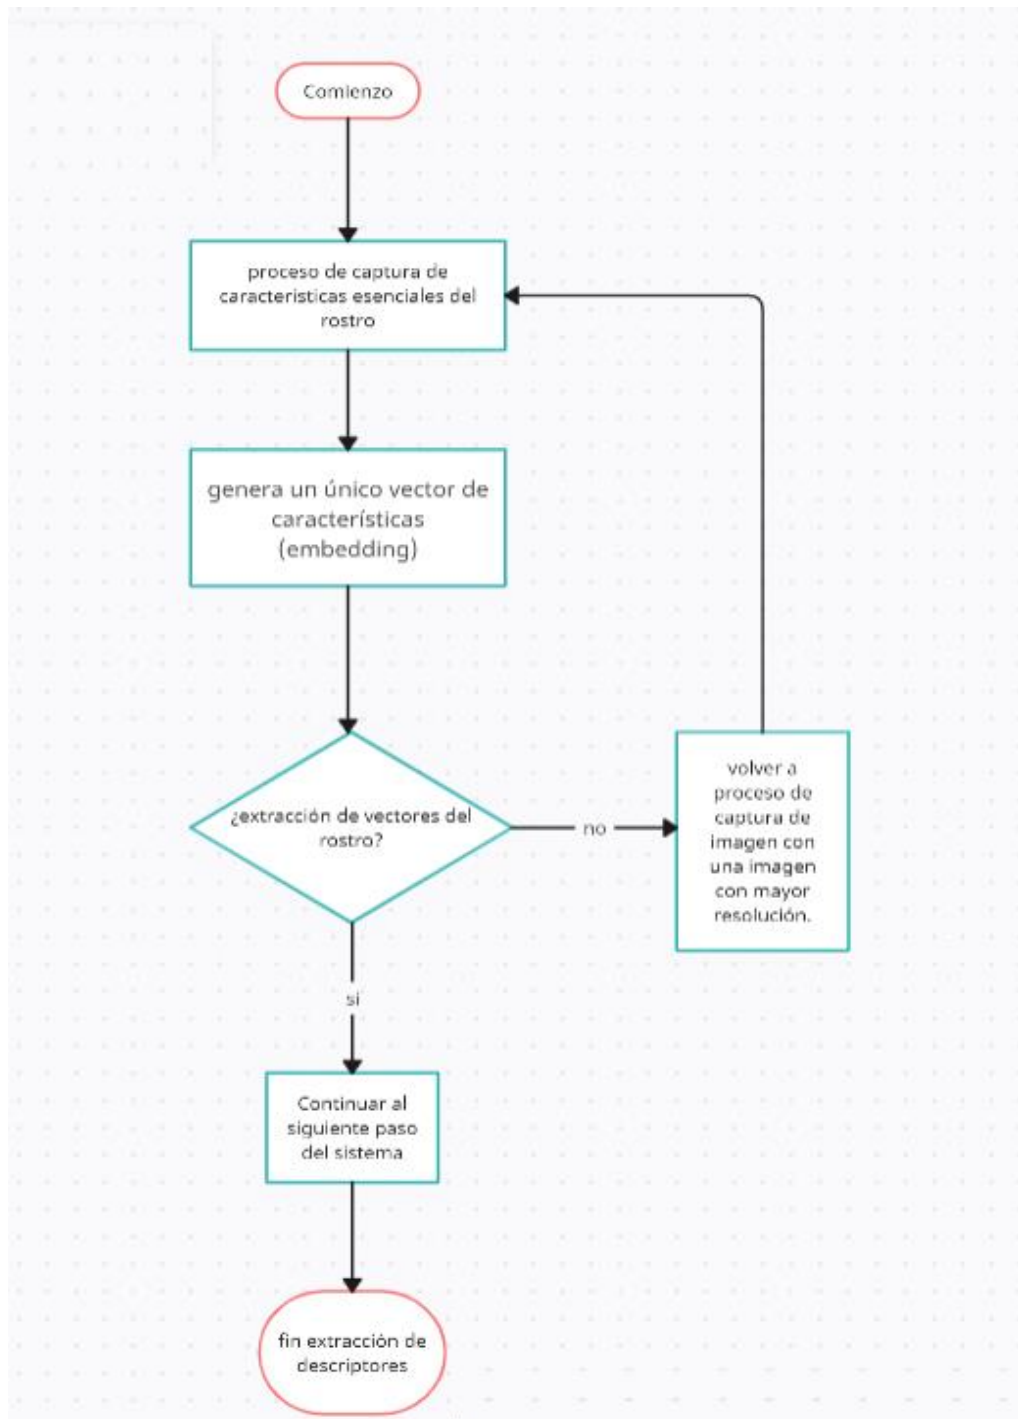 Comienzo
proceso de captura de
caracteristicas esenciales del
rostro
genera un único vector de
características
(embedding)
¿extracción de vectores del
rostro?
no
volver a
proceso de
captura de
imagen con
una imagen
con mayor
resolución.
si
Continuar al
siguiente paso
del sistema
fin extracción de
descriptores